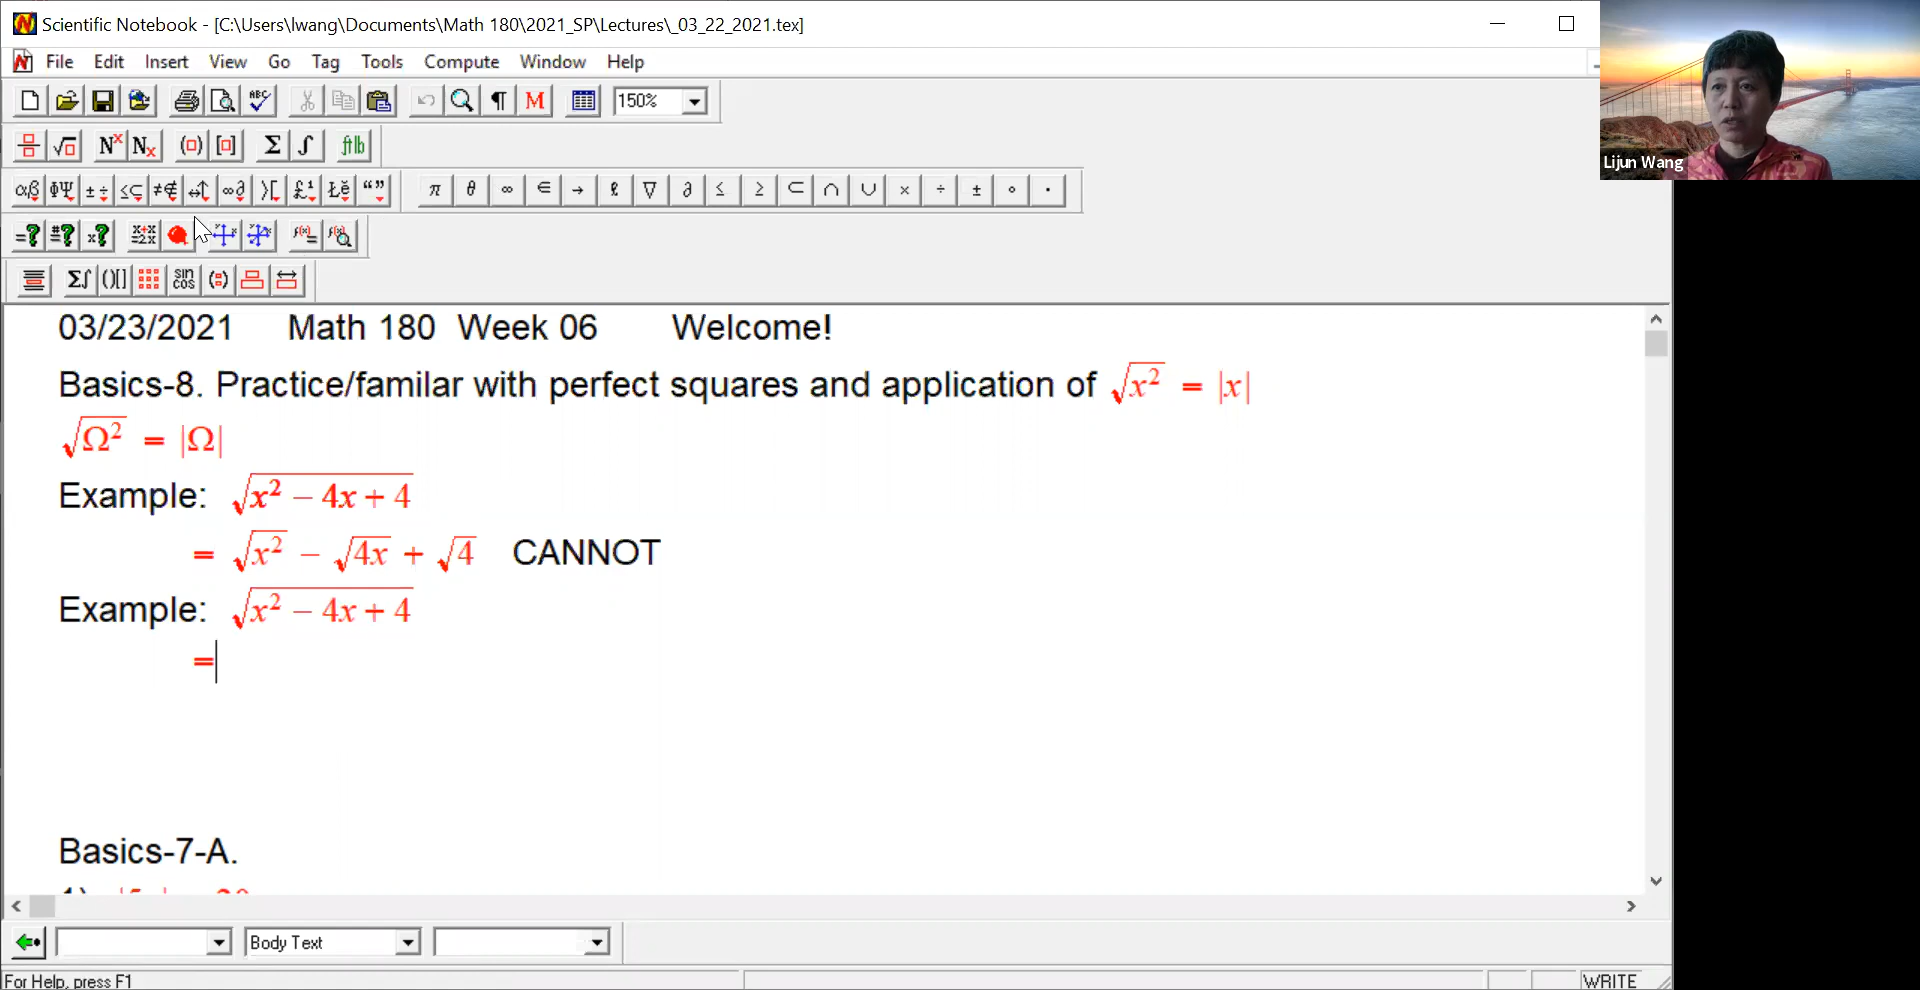 Scientific Notebook - [C:\Users\lwang\Documents\Math 180\2021_SP\Lectures\_03_22_2021.tex]
File Edit Insert View Go Tag Tools Compute Window Help
150%
Lijun Wang
03/23/2021 Math 180 Week 06 Welcome!
Basics-8. Practice/familar with perfect squares and application of √x² = |x|
√Ω² = |Ω|
Example: √(x² − 4x + 4)
= √x² − √4x + √4 CANNOT
Example: √(x² − 4x + 4)
=
Basics-7-A.
Body Text
For Help, press F1
WRITE